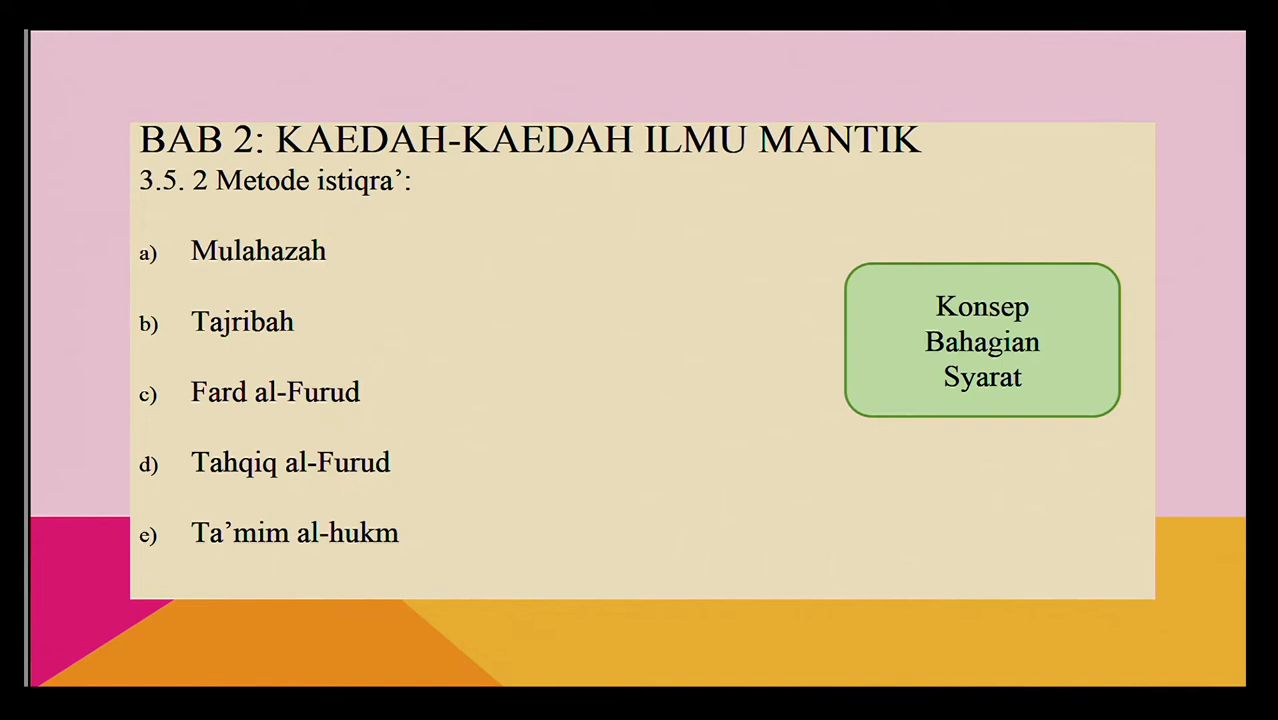 BAB 2: KAEDAH-KAEDAH ILMU MANTIK
3.5. 2 Metode istiqra’:
a) Mulahazah
b) Tajribah
c) Fard al-Furud
d) Tahqiq al-Furud
e) Ta’mim al-hukm
Konsep
Bahagian
Syarat